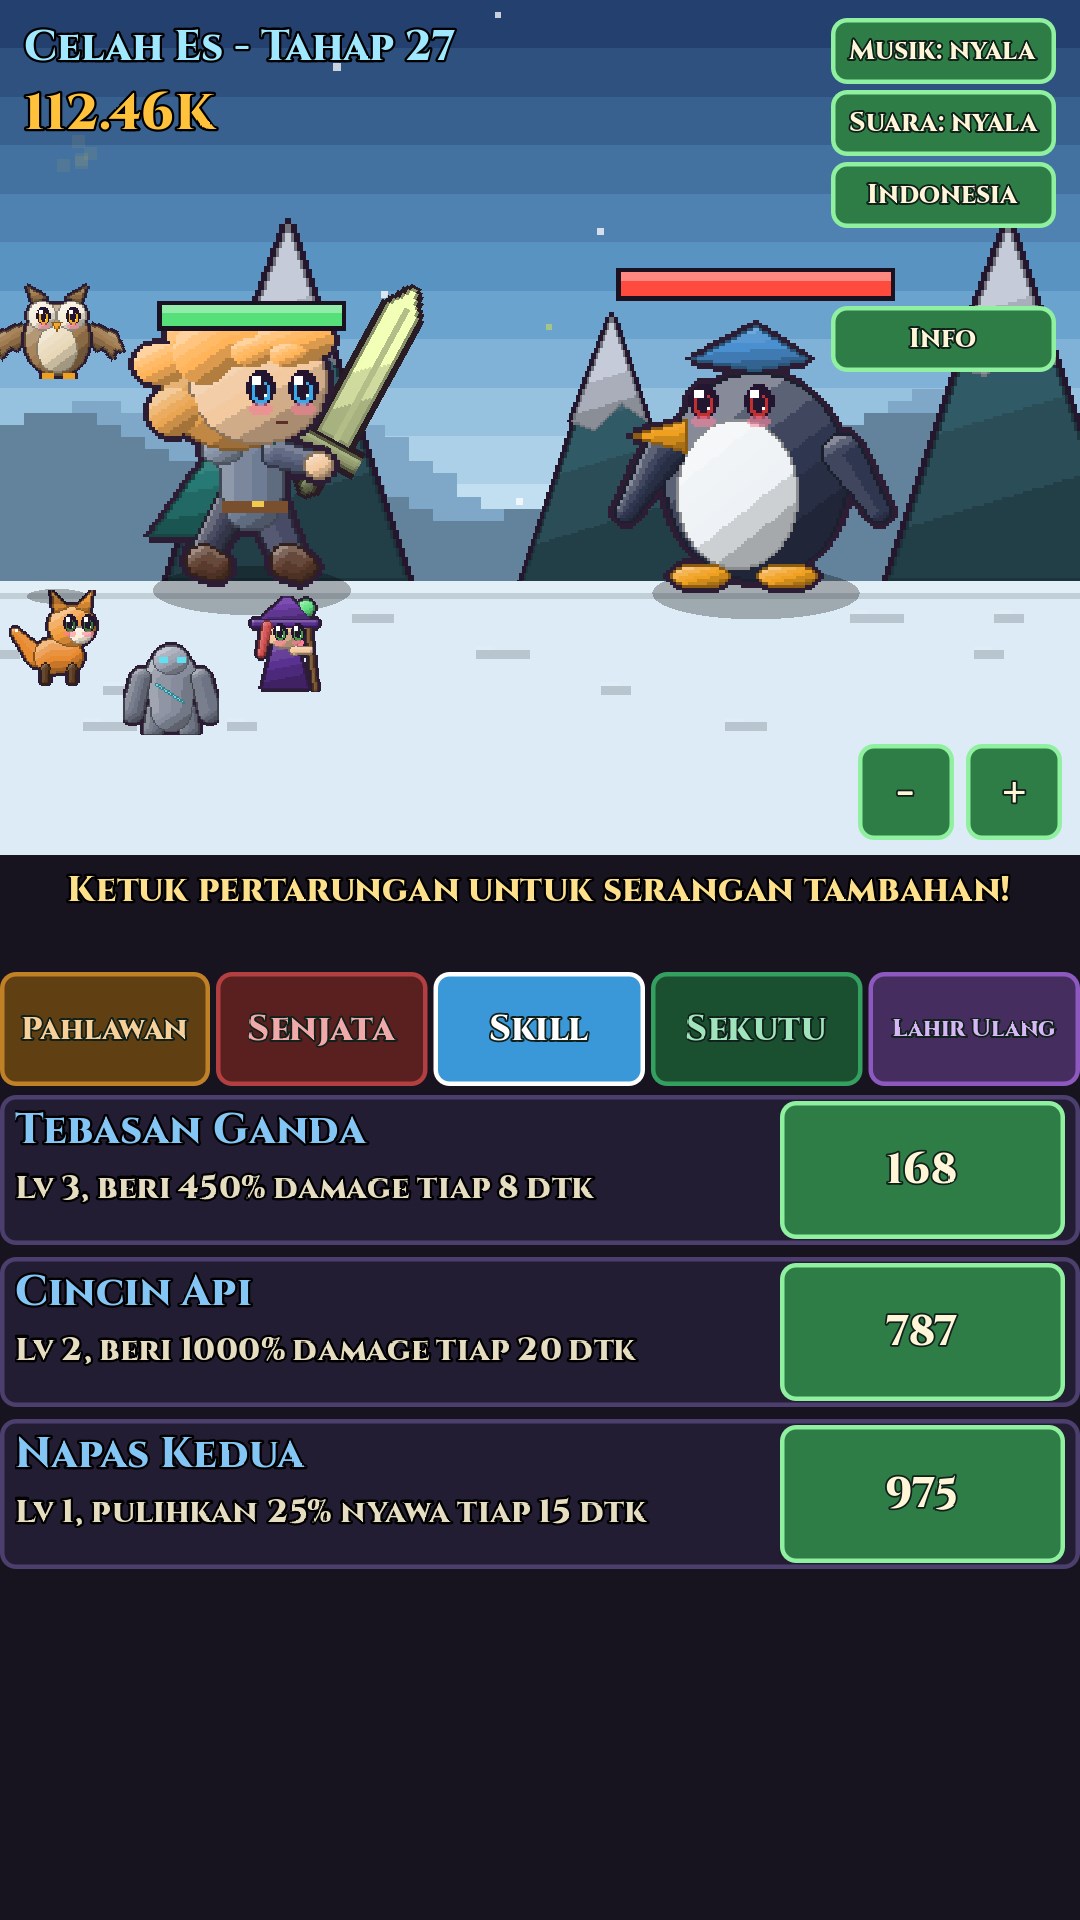 Celah Es - Tahap 27
112.46K
Musik: nyala
Suara: nyala
Indonesia
Info
-
+
Ketuk pertarungan untuk serangan tambahan!
Pahlawan
Senjata
Skill
Sekutu
Lahir Ulang
Tebasan Ganda
Lv 3, beri 450% damage tiap 8 dtk
168
Cincin Api
Lv 2, beri 1000% damage tiap 20 dtk
787
Napas Kedua
Lv 1, pulihkan 25% nyawa tiap 15 dtk
975